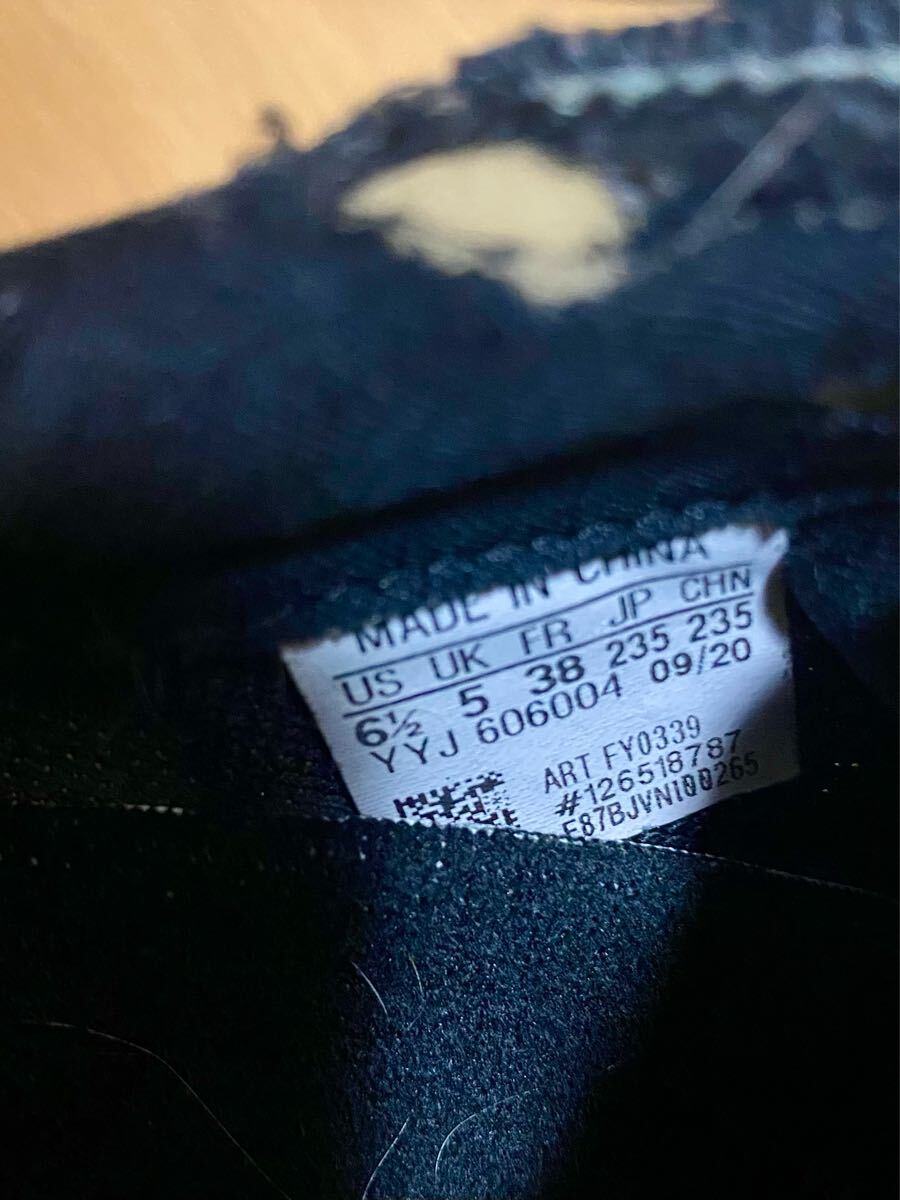 MADE IN CHINA
US UK FR JP CHN
6½ 5 38 235 235
YYJ 606004 09/20
ART FY0339
#126518787
E87BJVN100265